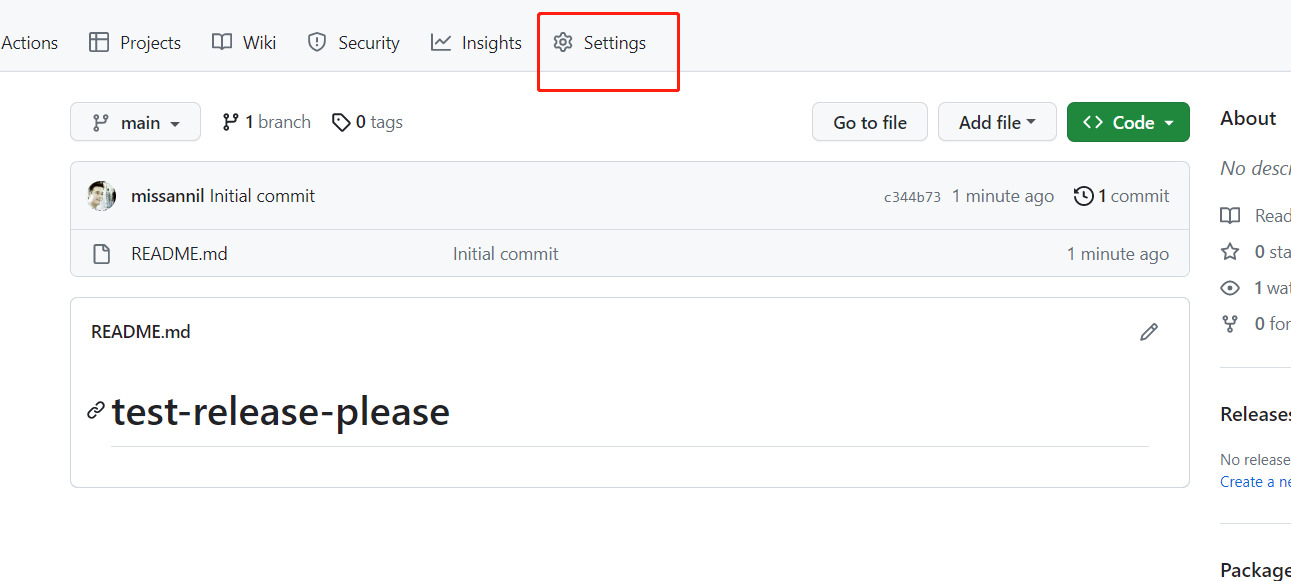 Actions Projects Wiki Security Insights Settings
main 1 branch 0 tags Go to file Add file Code
About
missannil Initial commit c344b73 1 minute ago 1 commit
No descr
README.md Initial commit 1 minute ago
Read
0 sta
1 wat
0 for
README.md
test-release-please
Releases
No release
Create a ne
Package